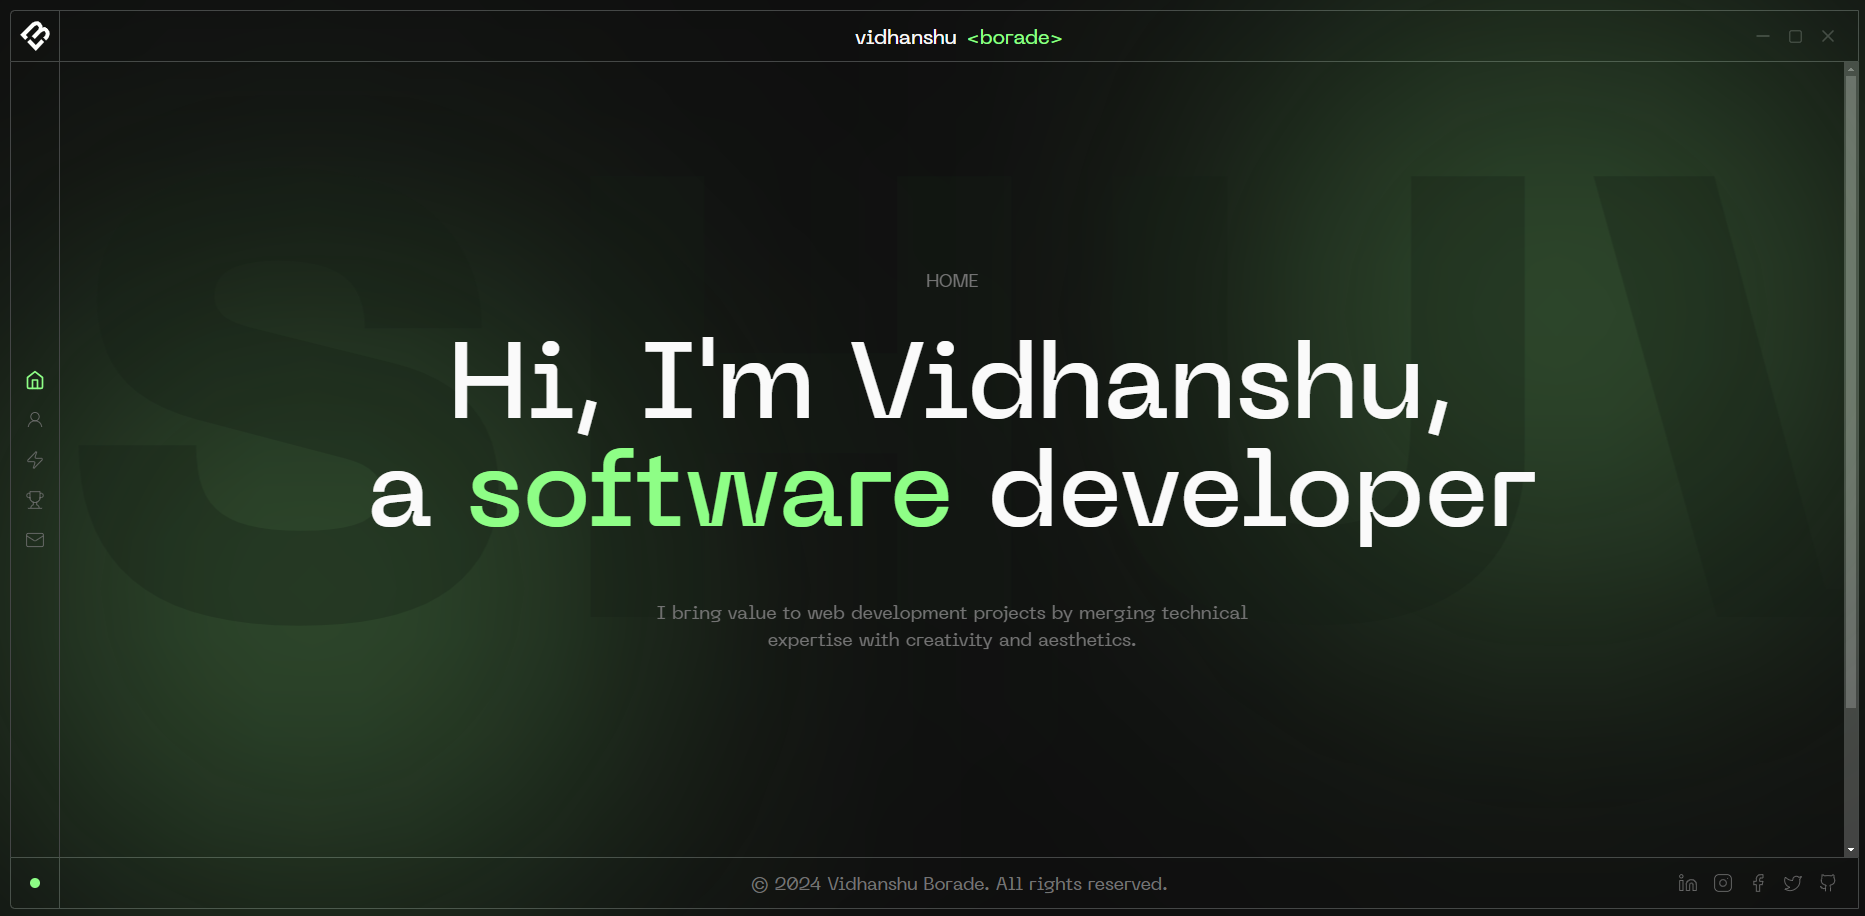 vidhanshu <borade>
HOME
Hi, I'm Vidhanshu,
a software developer
I bring value to web development projects by merging technical
expertise with creativity and aesthetics.
© 2024 Vidhanshu Borade. All rights reserved.